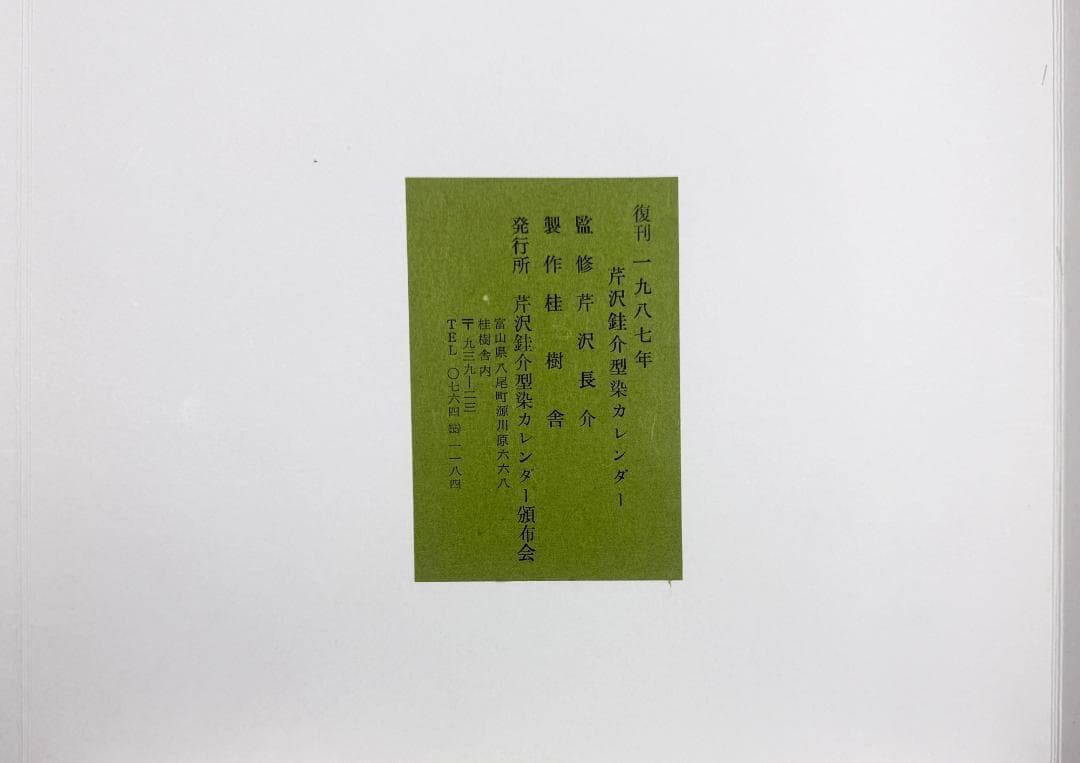 復刊 一九八七年
芹沢銈介型染カレンダー
監修 芹沢長介
製作 桂樹舎
発行所 芹沢銈介型染カレンダー頒布会
富山県八尾町源川原六六八
桂樹舎内
〒九三九―二三
TEL 〇七六四 一一八四